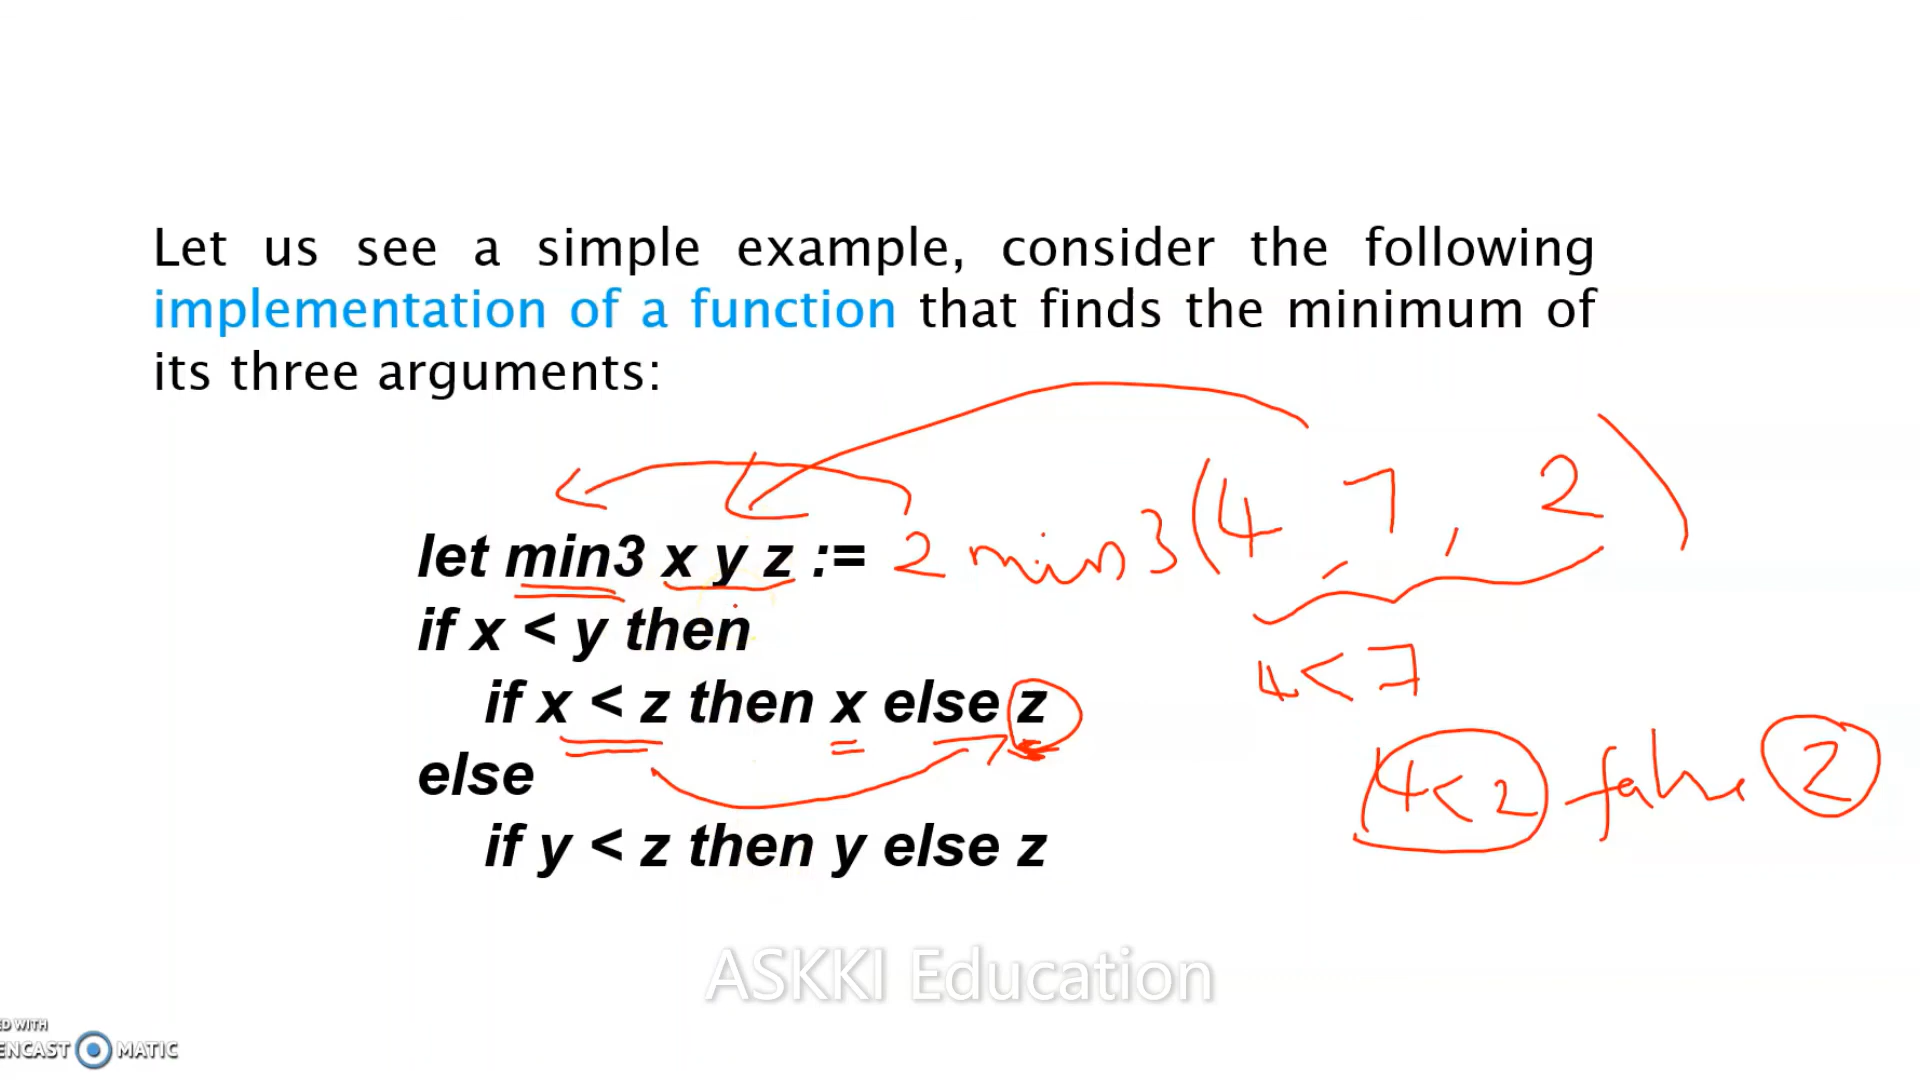 Let us see a simple example, consider the following
implementation of a function that finds the minimum of
its three arguments:
let min3 x y z := 2 min3(4, 7, 2)
if x < y then
if x < z then x else z
else
if y < z then y else z
4<7
4<2 false 2
ASKKI Education
ED WITH
ENCAST MATIC